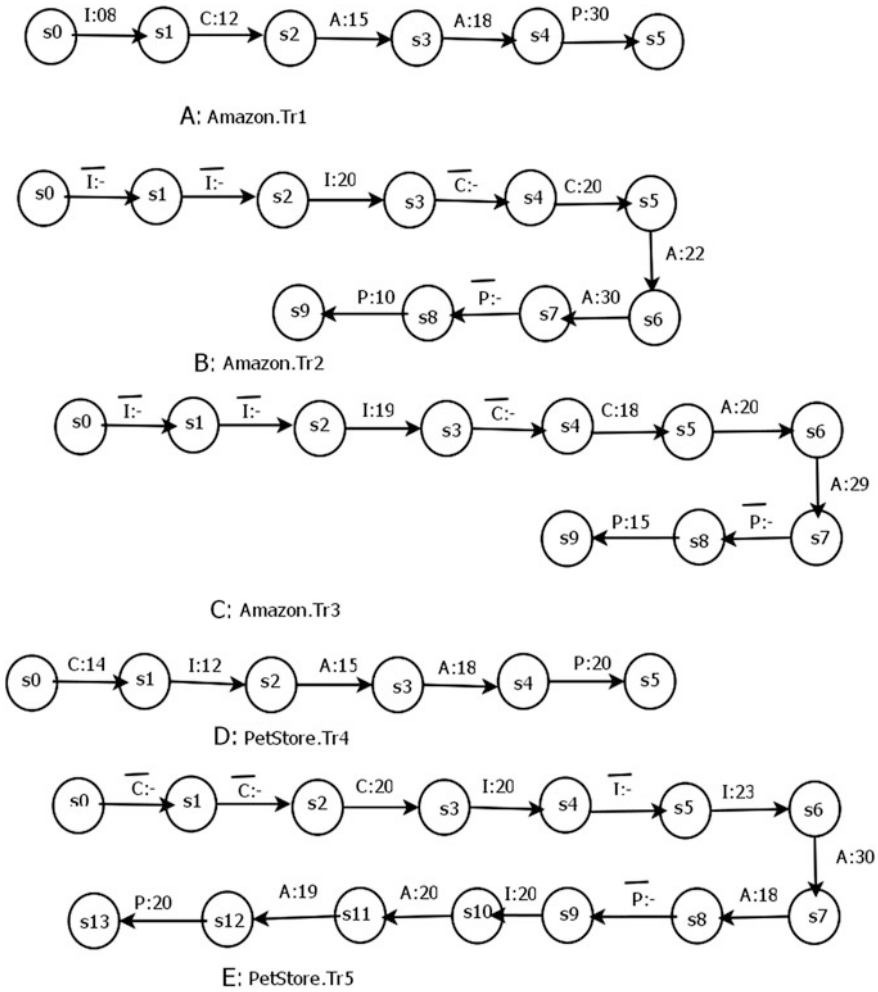 I:08 C:12 A:15 A:18 P:30
s0 s1 s2 s3 s4 s5
A: Amazon.Tr1
I̅:- I̅:- I:20 C̅:- C:20
s0 s1 s2 s3 s4 s5
A:22
P:10 P̅:- A:30
s9 s8 s7 s6
B: Amazon.Tr2
I̅:- I̅:- I:19 C̅:- C:18 A:20
s0 s1 s2 s3 s4 s5 s6
A:29
P:15 P̅:-
s9 s8 s7
C: Amazon.Tr3
C:14 I:12 A:15 A:18 P:20
s0 s1 s2 s3 s4 s5
D: PetStore.Tr4
C̅:- C̅:- C:20 I:20 I̅:- I:23
s0 s1 s2 s3 s4 s5 s6
A:30
P:20 A:19 A:20 I:20 P̅:- A:18
s13 s12 s11 s10 s9 s8 s7
E: PetStore.Tr5